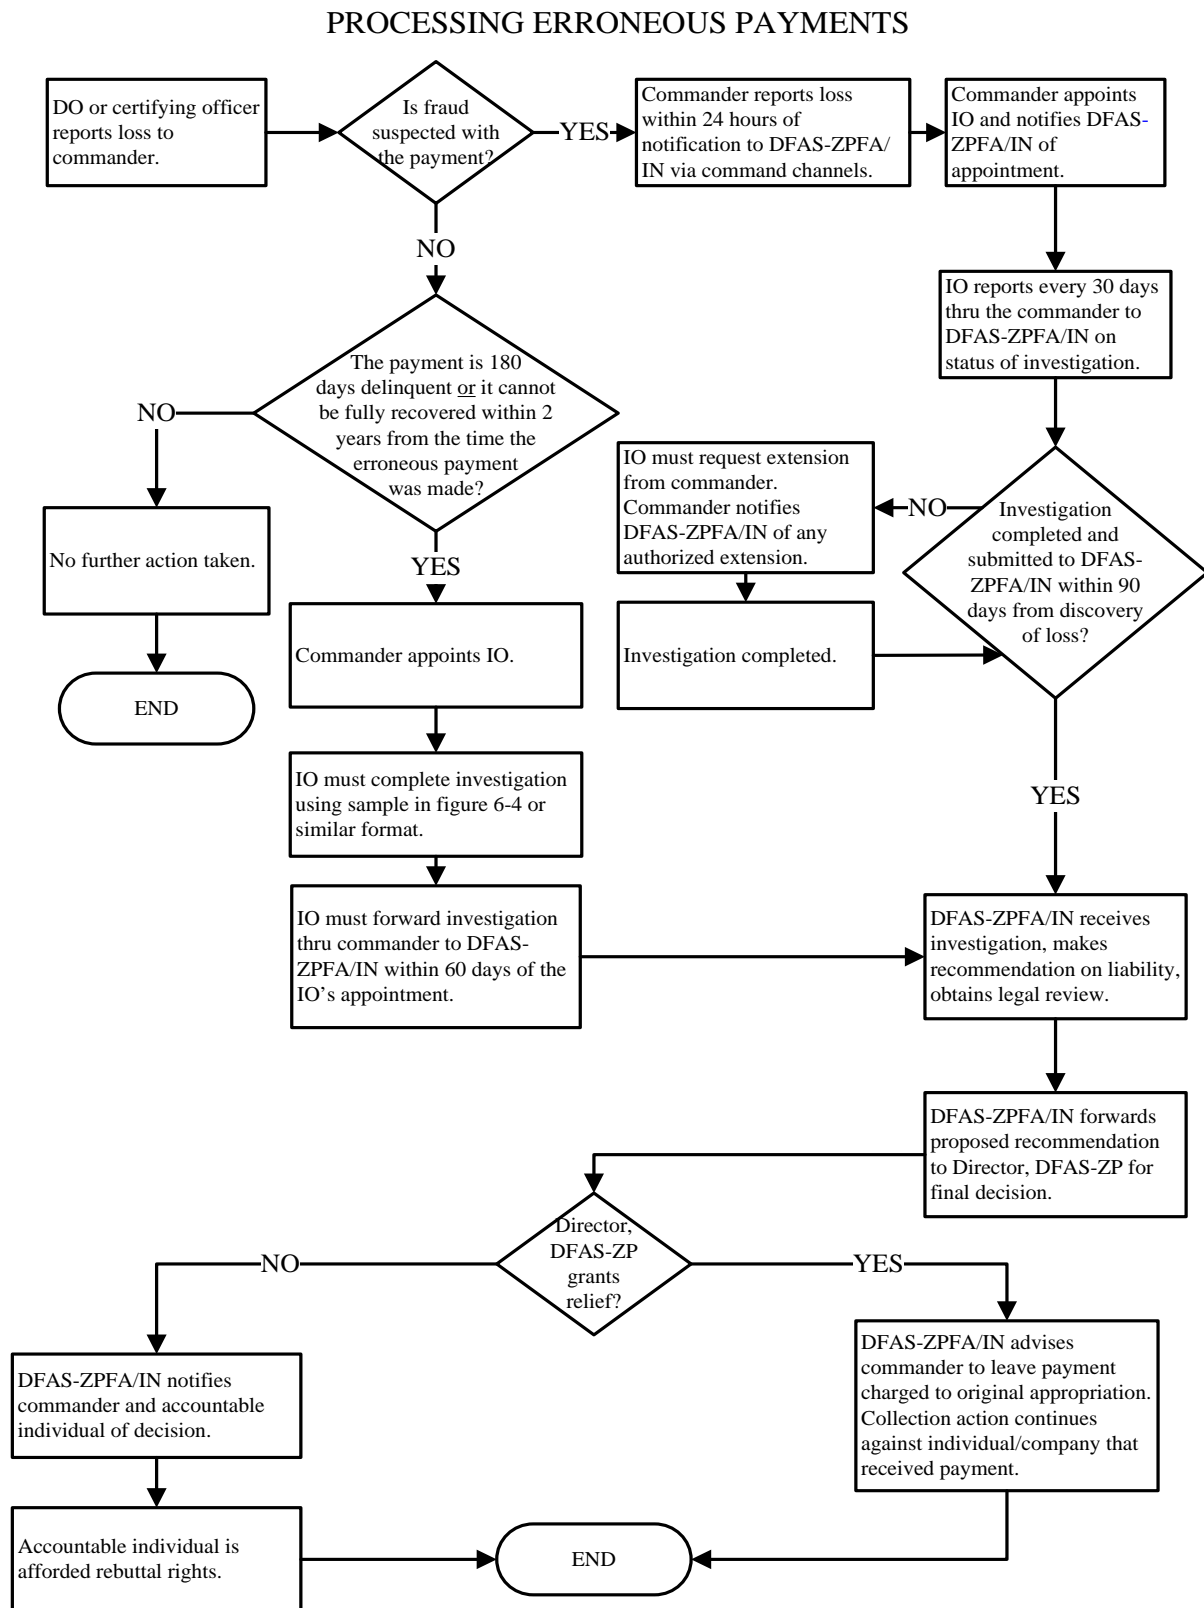 PROCESSING ERRONEOUS PAYMENTS
DO or certifying officer
reports loss to
commander.
Is fraud
suspected with
the payment?
YES
Commander reports loss
within 24 hours of
notification to DFAS-ZPFA/
IN via command channels.
Commander appoints
IO and notifies DFAS-
ZPFA/IN of
appointment.
NO
IO reports every 30 days
thru the commander to
DFAS-ZPFA/IN on
status of investigation.
The payment is 180
days delinquent or it cannot
be fully recovered within 2
years from the time the
erroneous payment
was made?
NO
IO must request extension
from commander.
Commander notifies
DFAS-ZPFA/IN of any
authorized extension.
NO
Investigation
completed and
submitted to DFAS-
ZPFA/IN within 90
days from discovery
of loss?
No further action taken.
YES
Commander appoints IO.
Investigation completed.
END
IO must complete investigation
using sample in figure 6-4 or
similar format.
YES
IO must forward investigation
thru commander to DFAS-
ZPFA/IN within 60 days of the
IO’s appointment.
DFAS-ZPFA/IN receives
investigation, makes
recommendation on liability,
obtains legal review.
DFAS-ZPFA/IN forwards
proposed recommendation
to Director, DFAS-ZP for
final decision.
Director,
DFAS-ZP
grants
relief?
NO
YES
DFAS-ZPFA/IN notifies
commander and accountable
individual of decision.
DFAS-ZPFA/IN advises
commander to leave payment
charged to original appropriation.
Collection action continues
against individual/company that
received payment.
Accountable individual is
afforded rebuttal rights.
END